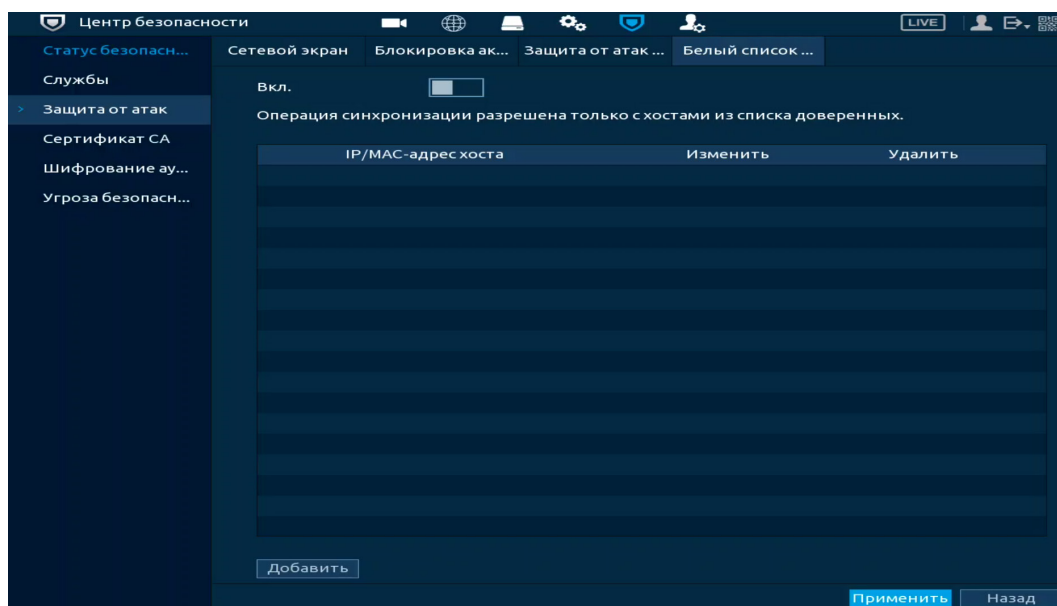 Центр безопасности
LIVE
Статус безопасн...
Службы
Защита от атак
Сертификат CA
Шифрование ау...
Угроза безопасн...
Сетевой экран
Блокировка ак...
Защита от атак ...
Белый список ...
Вкл.
Операция синхронизации разрешена только с хостами из списка доверенных.
IP/MAC-адрес хоста
Изменить
Удалить
Добавить
Применить
Назад